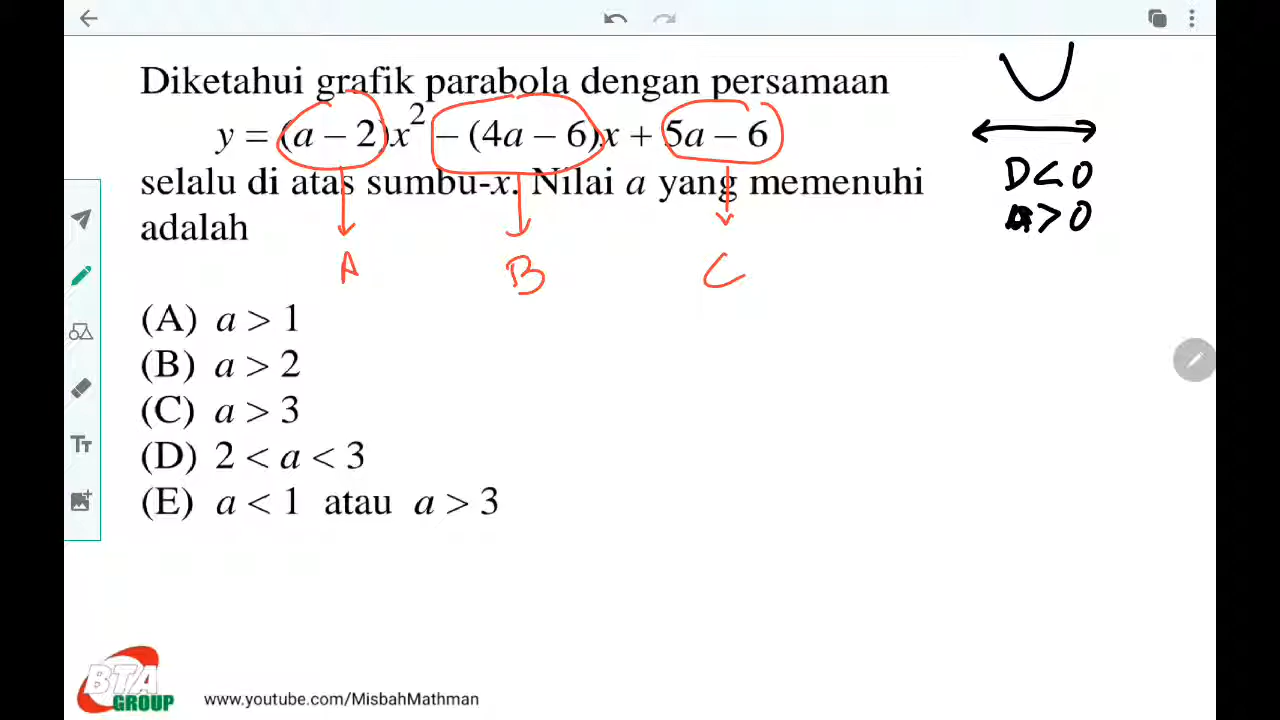 Diketahui grafik parabola dengan persamaan
y = (a – 2)x² – (4a – 6)x + 5a – 6
selalu di atas sumbu-x. Nilai a yang memenuhi
adalah
A B C
D < 0
A > 0
(A) a > 1
(B) a > 2
(C) a > 3
(D) 2 < a < 3
(E) a < 1 atau a > 3
Tт
BTA
GROUP
www.youtube.com/MisbahMathman